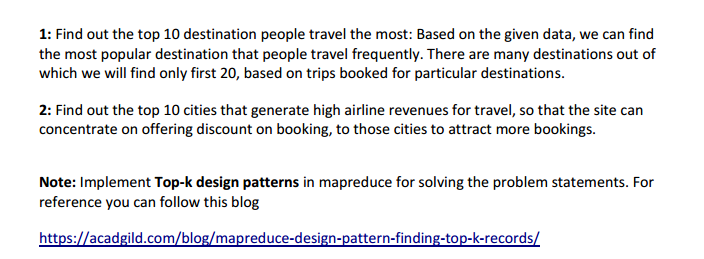 1: Find out the top 10 destination people travel the most: Based on the given data, we can find
the most popular destination that people travel frequently. There are many destinations out of
which we will find only first 20, based on trips booked for particular destinations.
2: Find out the top 10 cities that generate high airline revenues for travel, so that the site can
concentrate on offering discount on booking, to those cities to attract more bookings.
Note: Implement Top-k design patterns in mapreduce for solving the problem statements. For
reference you can follow this blog
https://acadgild.com/blog/mapreduce-design-pattern-finding-top-k-records/